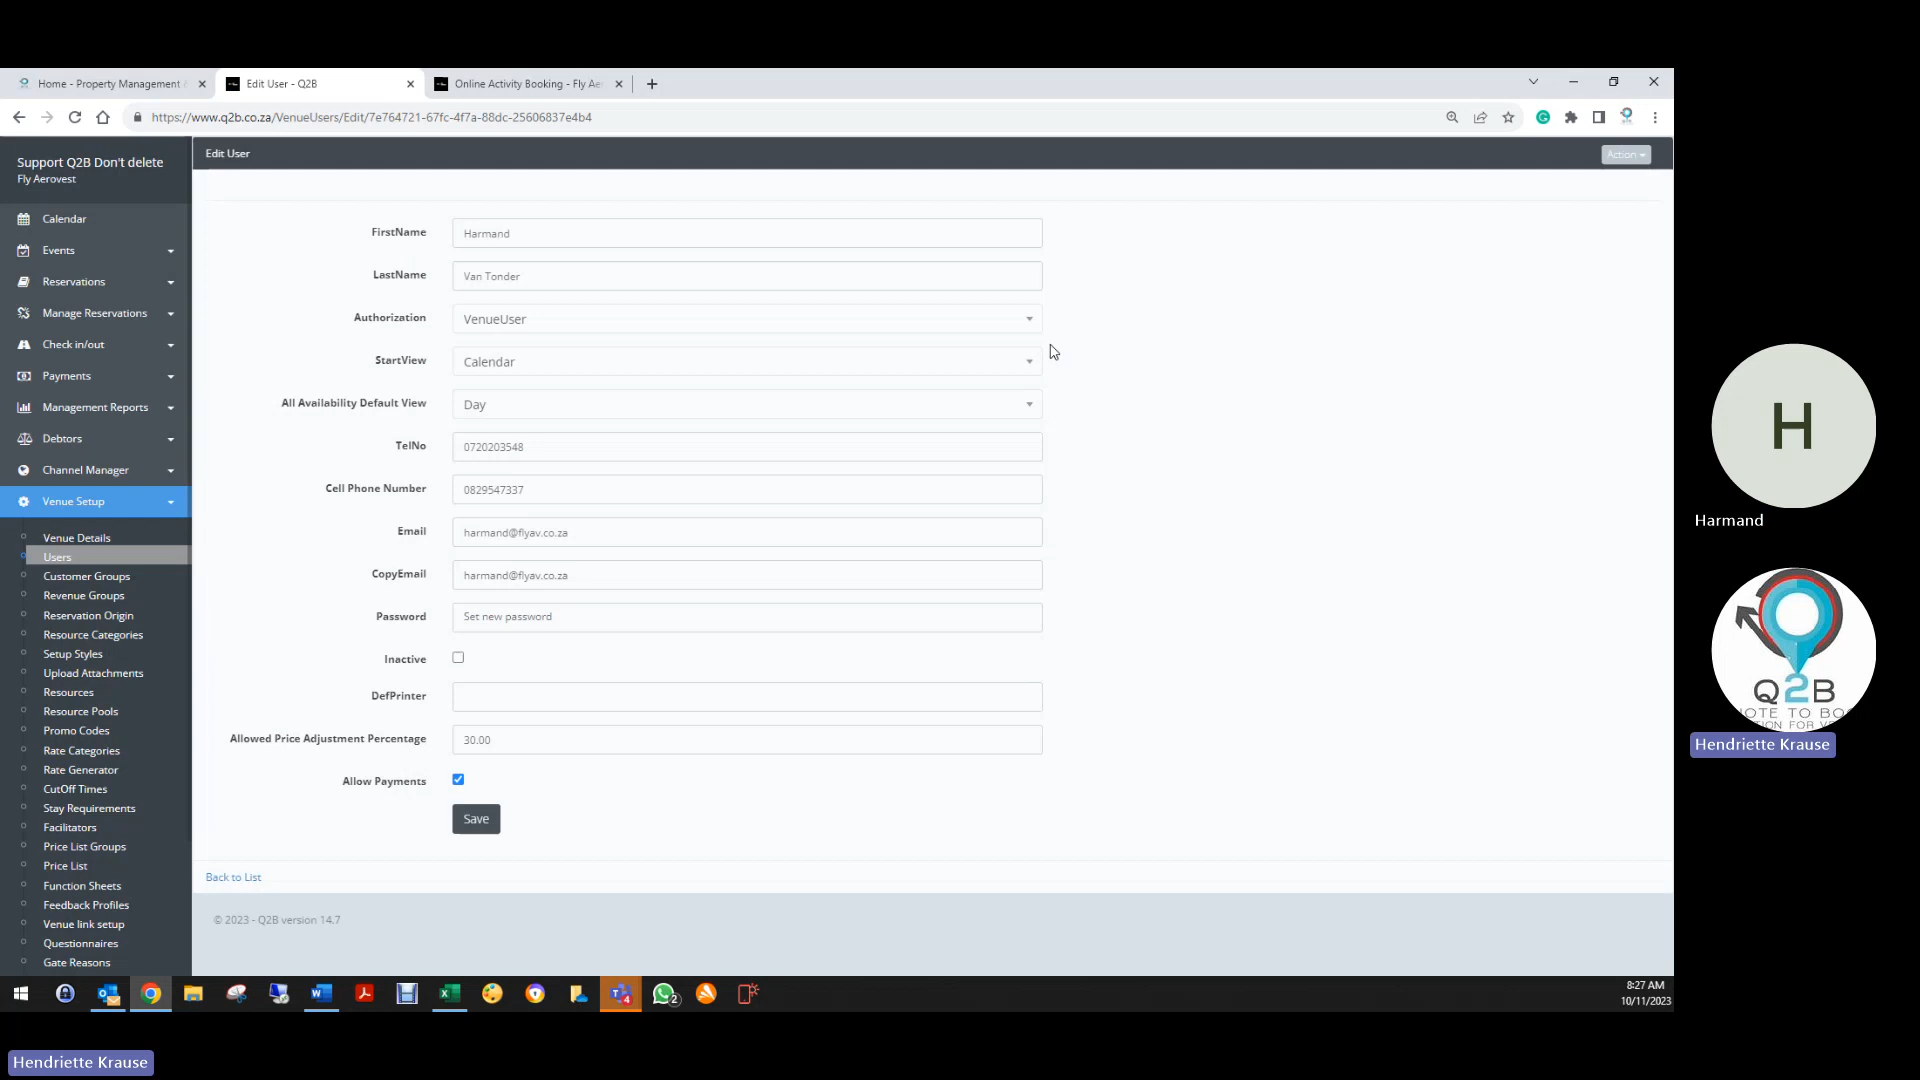 Home - Property Management &
Edit User - Q2B
Online Activity Booking - Fly Ae
https://www.q2b.co.za/VenueUsers/Edit/7e764721-67fc-4f7a-88dc-25606837e4b4
Support Q2B Don't delete
Fly Aerovest
Edit User
Action
Calendar
Events
Reservations
Manage Reservations
Check in/out
Payments
Management Reports
Debtors
Channel Manager
Venue Setup
Venue Details
Users
Customer Groups
Revenue Groups
Reservation Origin
Resource Categories
Setup Styles
Upload Attachments
Resources
Resource Pools
Promo Codes
Rate Categories
Rate Generator
CutOff Times
Stay Requirements
Facilitators
Price List Groups
Price List
Function Sheets
Feedback Profiles
Venue link setup
Questionnaires
Gate Reasons
FirstName Harmand
LastName Van Tonder
Authorization VenueUser
StartView Calendar
All Availability Default View Day
TelNo 0720203548
Cell Phone Number 0829547337
Email harmand@flyav.co.za
CopyEmail harmand@flyav.co.za
Password Set new password
Inactive
DefPrinter
Allowed Price Adjustment Percentage 30.00
Allow Payments
Save
Back to List
© 2023 - Q2B version 14.7
8:27 AM
10/11/2023
H
Harmand
Q2B
Hendriette Krause
Hendriette Krause